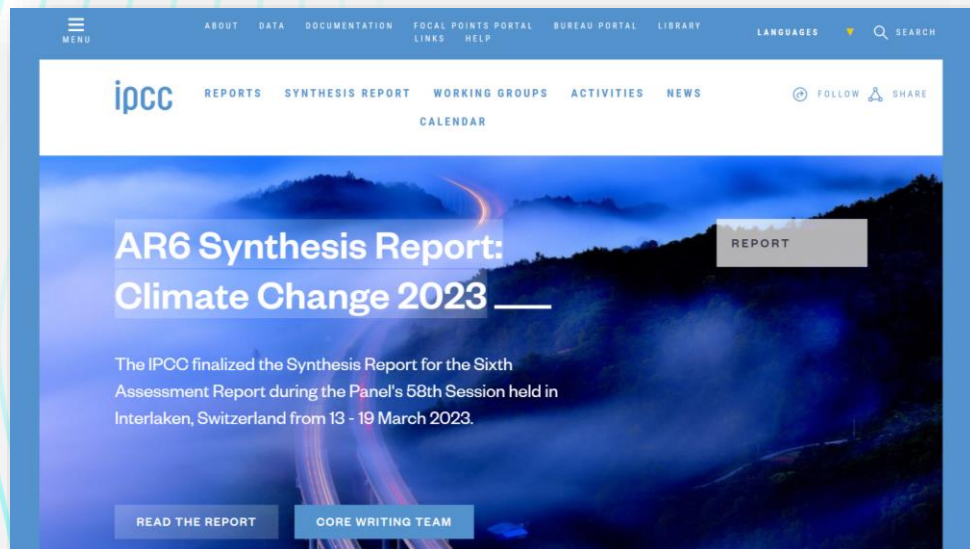 MENU
ABOUT DATA DOCUMENTATION FOCAL POINTS PORTAL BUREAU PORTAL LIBRARY
LINKS HELP
LANGUAGES
SEARCH
ipcc
REPORTS SYNTHESIS REPORT WORKING GROUPS ACTIVITIES NEWS
CALENDAR
FOLLOW SHARE
AR6 Synthesis Report:
Climate Change 2023
REPORT
The IPCC finalized the Synthesis Report for the Sixth
Assessment Report during the Panel's 58th Session held in
Interlaken, Switzerland from 13 - 19 March 2023.
READ THE REPORT
CORE WRITING TEAM